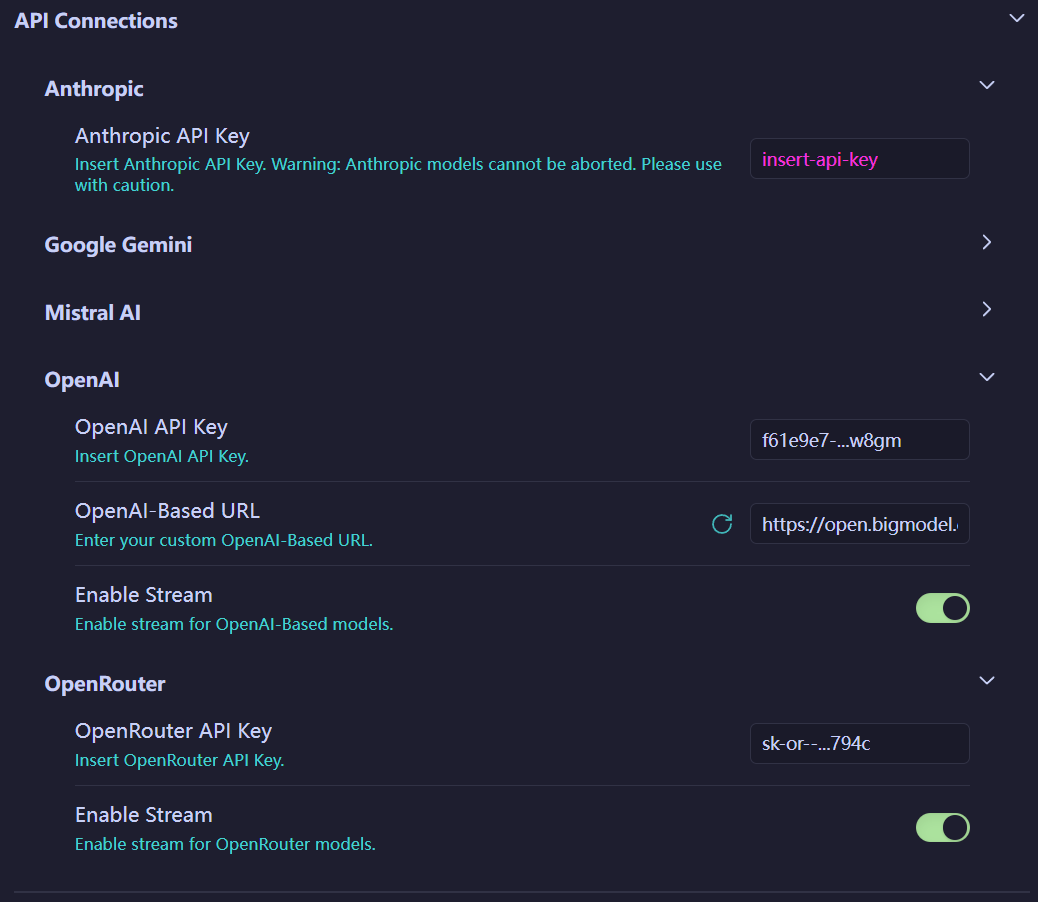 API Connections
Anthropic
Anthropic API Key
Insert Anthropic API Key. Warning: Anthropic models cannot be aborted. Please use
with caution.
insert-api-key
Google Gemini
Mistral AI
OpenAI
OpenAI API Key
Insert OpenAI API Key.
f61e9e7-...w8gm
OpenAI-Based URL
Enter your custom OpenAI-Based URL.
https://open.bigmodel.
Enable Stream
Enable stream for OpenAI-Based models.
OpenRouter
OpenRouter API Key
Insert OpenRouter API Key.
sk-or--...794c
Enable Stream
Enable stream for OpenRouter models.